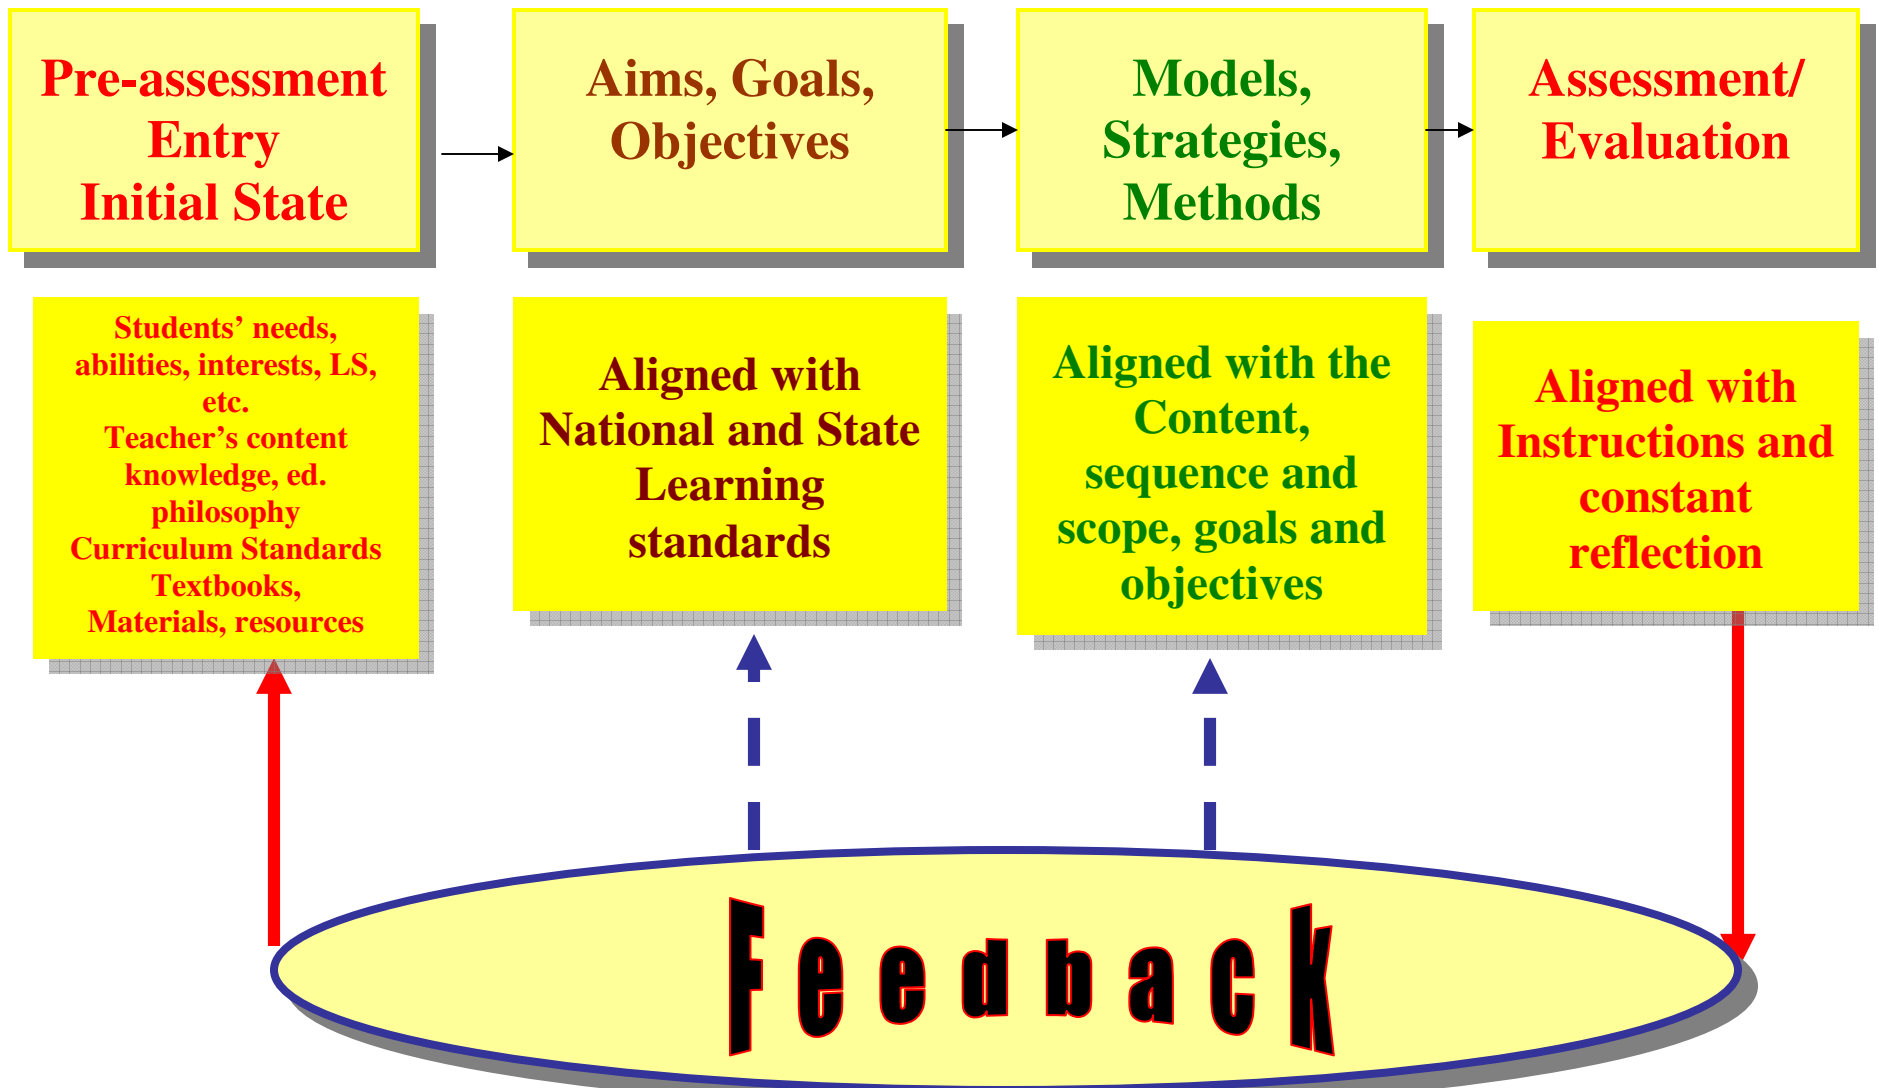 Pre-assessment
Entry
Initial State
Aims, Goals,
Objectives
Models,
Strategies,
Methods
Assessment/
Evaluation
Students’ needs,
abilities, interests, LS,
etc.
Teacher’s content
knowledge, ed.
philosophy
Curriculum Standards
Textbooks,
Materials, resources
Aligned with
National and State
Learning
standards
Aligned with the
Content,
sequence and
scope, goals and
objectives
Aligned with
Instructions and
constant
reflection
Feedback